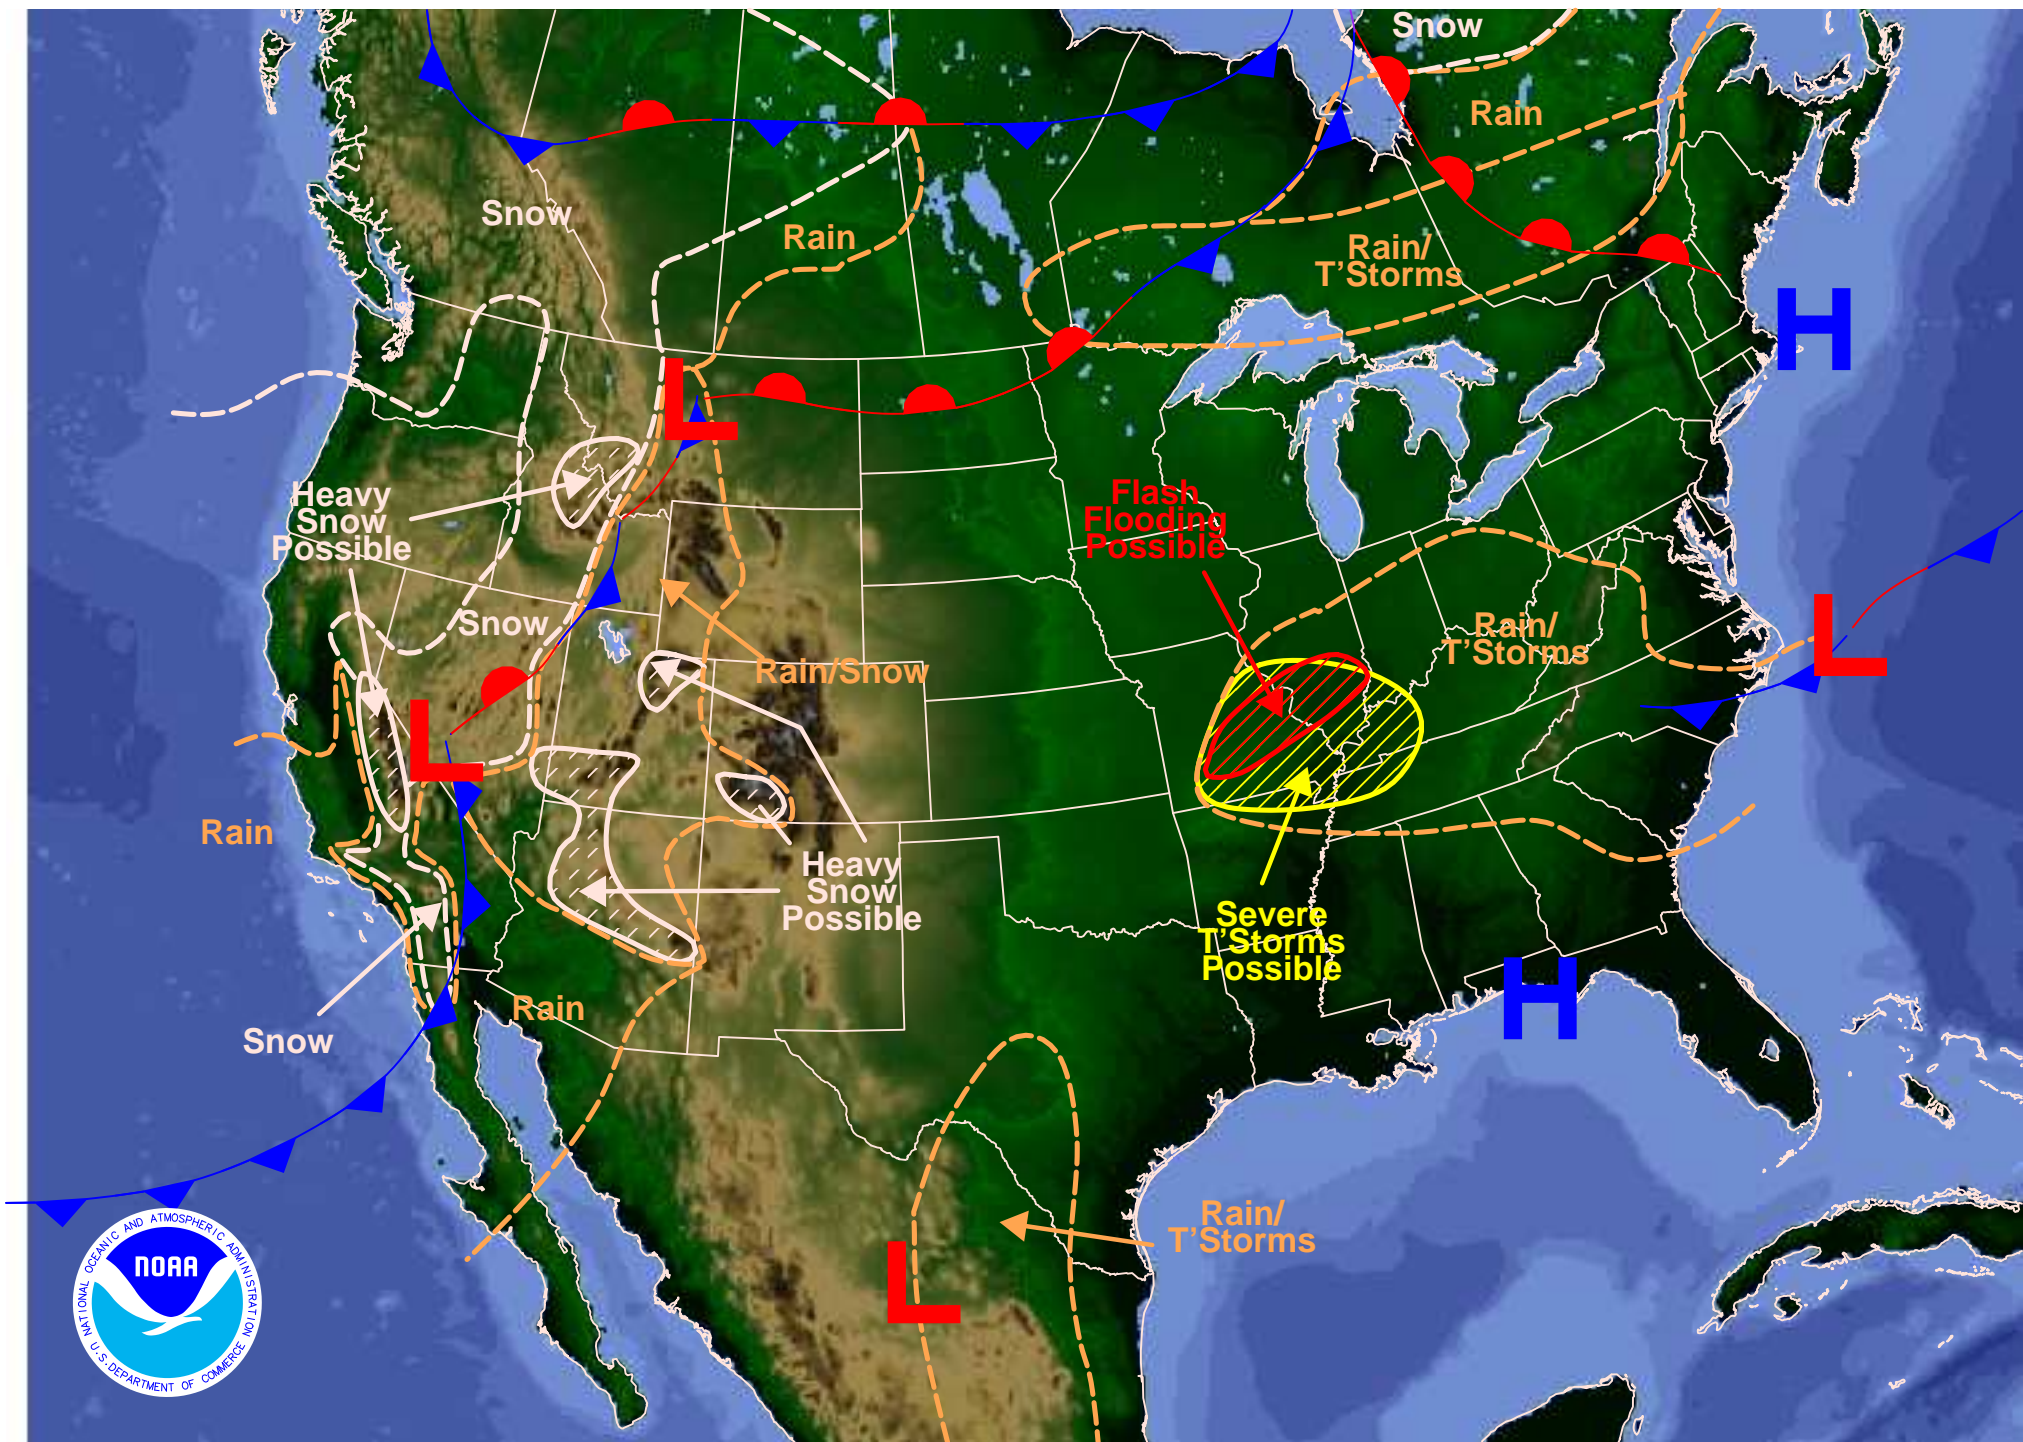 Snow
Rain
Snow
Rain
Rain/
T'Storms
H
L
Heavy
Snow
Possible
Flash
Flooding
Possible
Snow
Rain/Snow
Rain/
T'Storms
L
L
Rain
Heavy
Snow
Possible
Severe
T'Storms
Possible
Snow
Rain
H
Rain/
T'Storms
L
NATIONAL OCEANIC AND ATMOSPHERIC ADMINISTRATION
NOAA
U.S. DEPARTMENT OF COMMERCE